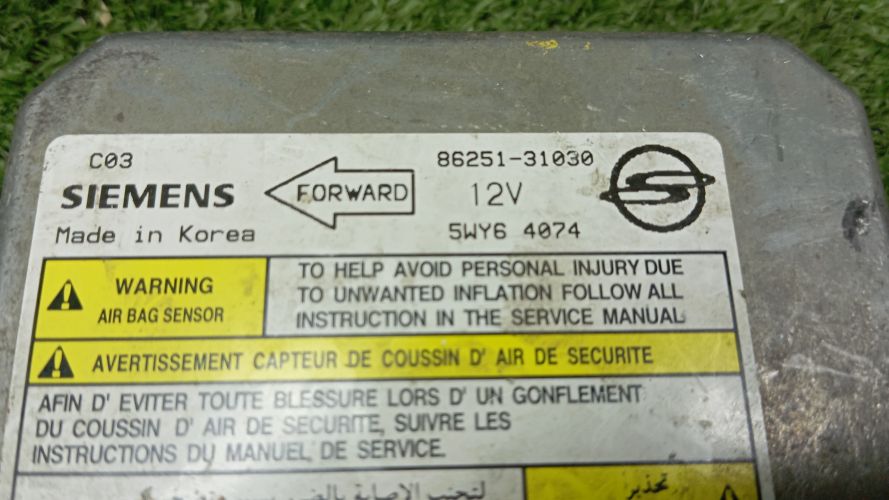 C03
SIEMENS
Made in Korea
FORWARD
86251-31030
12V
5WY6 4074
WARNING
AIR BAG SENSOR
TO HELP AVOID PERSONAL INJURY DUE
TO UNWANTED INFLATION FOLLOW ALL
INSTRUCTION IN THE SERVICE MANUAL
AVERTISSEMENT CAPTEUR DE COUSSIN D' AIR DE SECURITE
AFIN D' EVITER TOUTE BLESSURE LORS D' UN GONFLEMENT
DU COUSSIN D' AIR DE SECURITE, SUIVRE LES
INSTRUCTIONS DU MANUEL DE SERVICE.
تحذير
لتجنب الإصابة